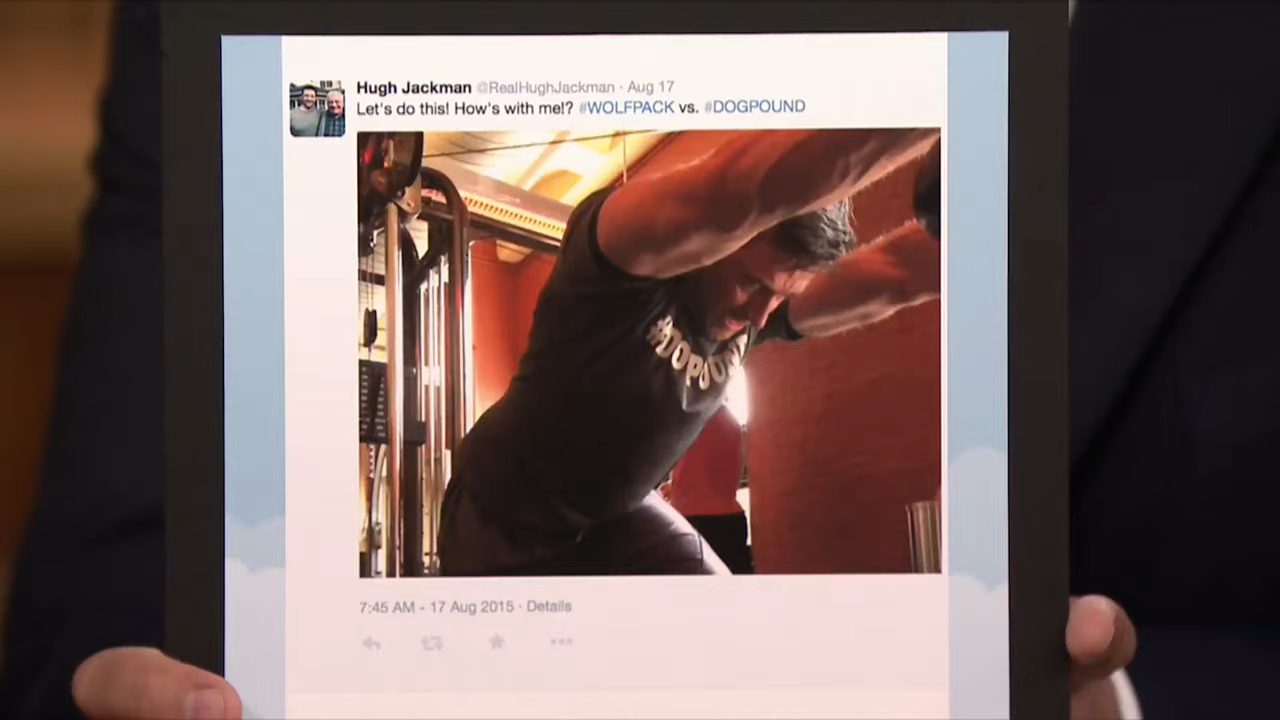 Hugh Jackman @RealHughJackman · Aug 17
Let's do this! How's with me!? #WOLFPACK vs. #DOGPOUND
#DOGPOUND
7:45 AM - 17 Aug 2015 · Details